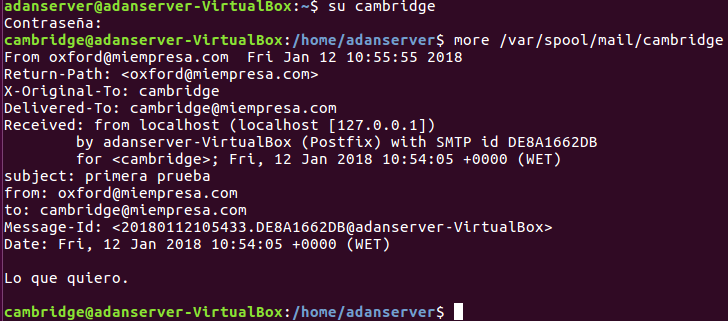 adanserver@adanserver-VirtualBox:~$ su cambridge
Contraseña:
cambridge@adanserver-VirtualBox:/home/adanserver$ more /var/spool/mail/cambridge
From oxford@miempresa.com  Fri Jan 12 10:55:55 2018
Return-Path: <oxford@miempresa.com>
X-Original-To: cambridge
Delivered-To: cambridge@miempresa.com
Received: from localhost (localhost [127.0.0.1])
        by adanserver-VirtualBox (Postfix) with SMTP id DE8A1662DB
        for <cambridge>; Fri, 12 Jan 2018 10:54:05 +0000 (WET)
subject: primera prueba
from: oxford@miempresa.com
to: cambridge@miempresa.com
Message-Id: <20180112105433.DE8A1662DB@adanserver-VirtualBox>
Date: Fri, 12 Jan 2018 10:54:05 +0000 (WET)

Lo que quiero.

cambridge@adanserver-VirtualBox:/home/adanserver$